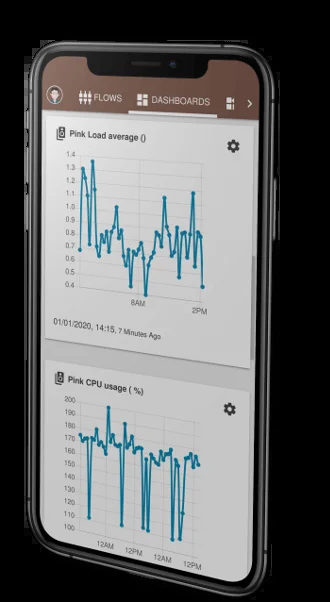 FLOWS
DASHBOARDS
Pink Load average ()
1.4
1.3
1.2
1.1
1.0
0.9
0.8
0.7
0.6
0.5
0.4
8AM
2PM
01/01/2020, 14:15, 7 Minutes Ago
Pink CPU usage ( %)
200
190
180
170
160
150
140
130
120
110
100
12AM
12PM
12AM
12PM